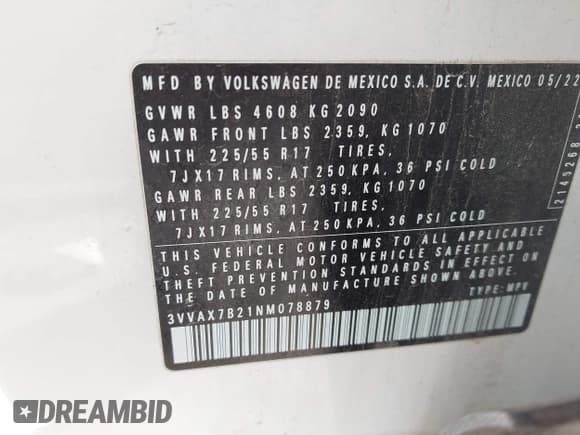 MFD BY VOLKSWAGEN DE MEXICO S.A. DE C.V. MEXICO 05/22
GVWR LBS 4608 KG 2090
GAWR FRONT LBS 2359, KG 1070
WITH 225/55 R17 TIRES,
7JX17 RIMS, AT 250 KPA, 36 PSI COLD
GAWR REAR LBS 2359, KG 1070
WITH 225/55 R17 TIRES,
7JX17 RIMS, AT 250 KPA, 36 PSI COLD
THIS VEHICLE CONFORMS TO ALL APPLICABLE
U.S. FEDERAL MOTOR VEHICLE SAFETY AND
THEFT PREVENTION STANDARDS IN EFFECT ON
THE DATE OF MANUFACTURE SHOWN ABOVE.
3VVAX7B21NM078879 TYPE: MPV
2145268
DREAMBID